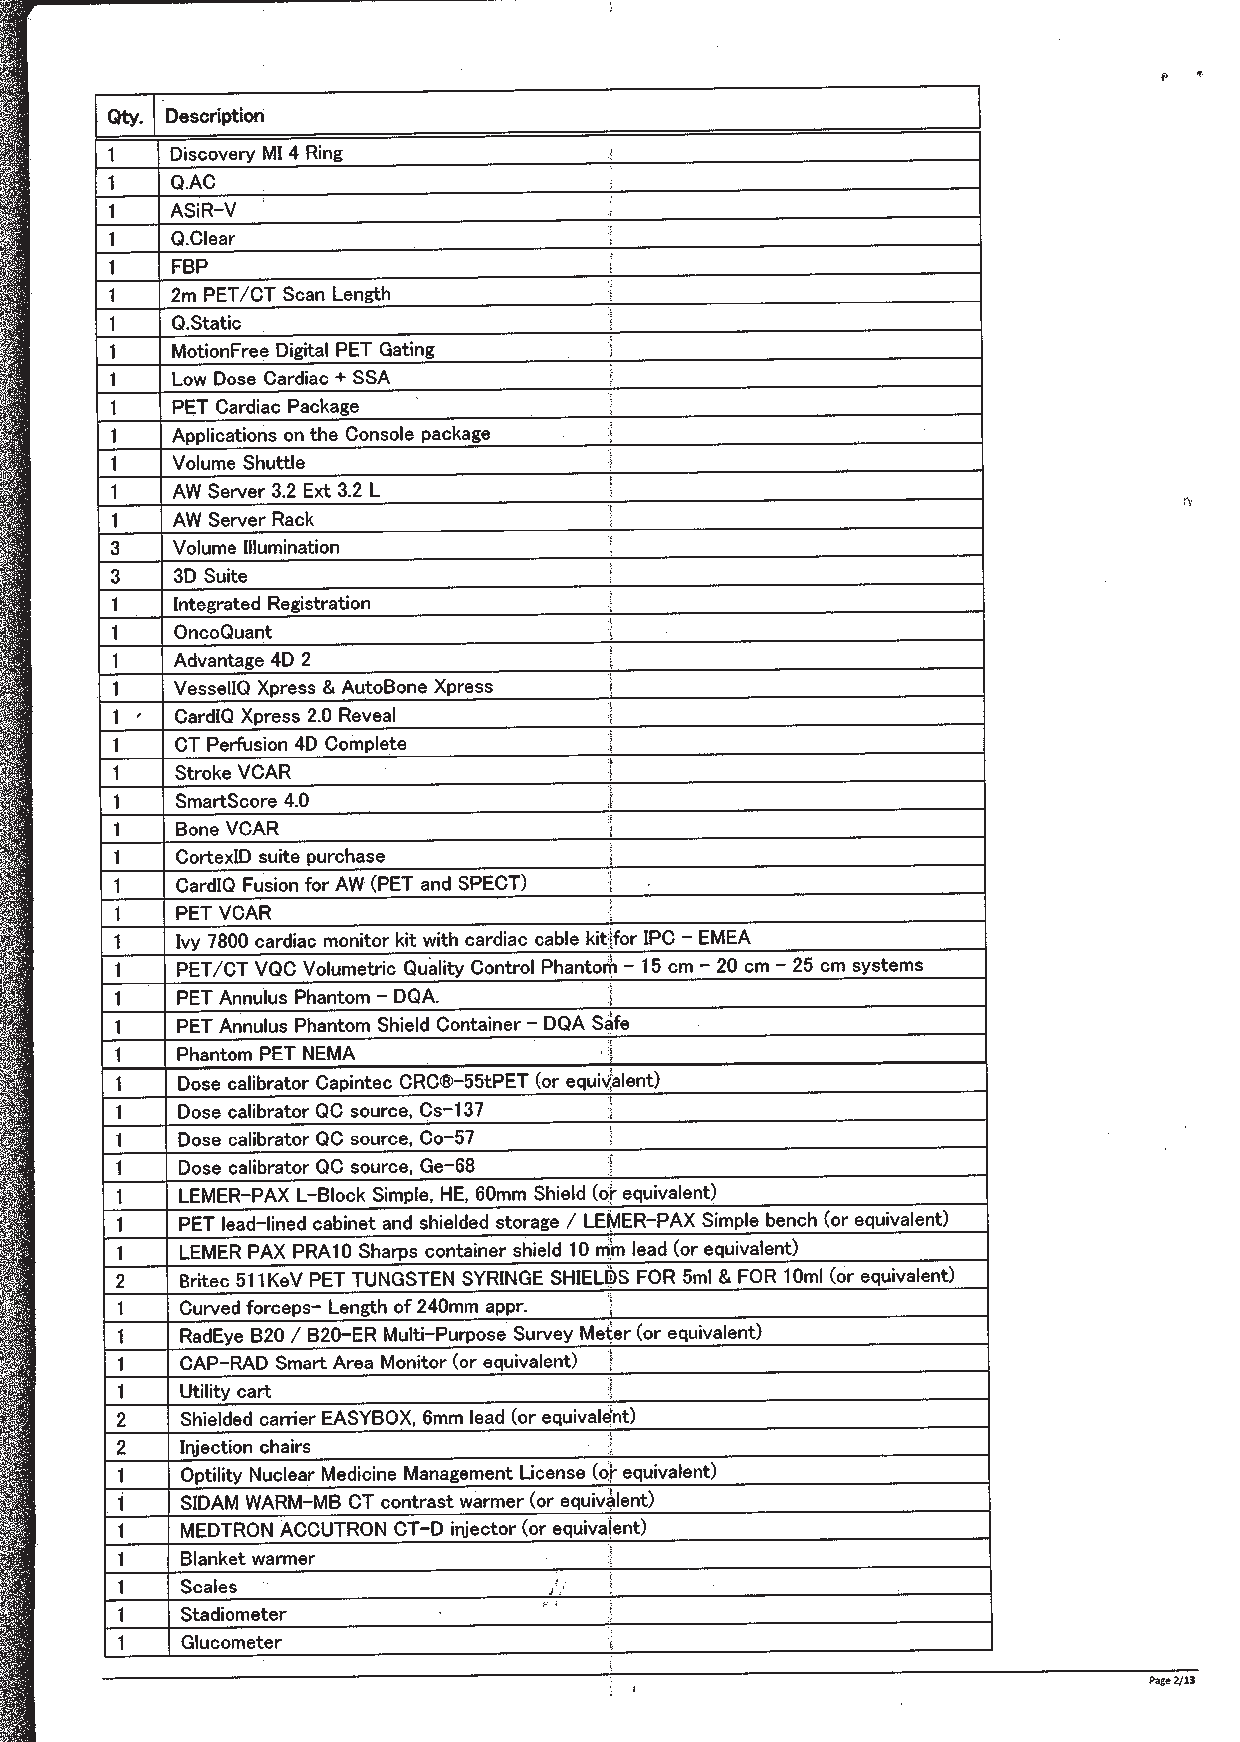 Qty. Description
1 Discovery MI 4 Ring
1 Q.AC
1 ASiR-V
1 Q.Clear
1 FBP
1 2m PET/CT Scan Length
1 Q.Static
1 MotionFree Digital PET Gating
1 Low Dose Cardiac + SSA
1 PET Cardiac Package
1 Applications on the Console package
1 Volume Shuttle
1 AW Server 3.2 Ext 3.2 L
1 AW Server Rack
3 Volume Illumination
3 3D Suite
1 Integrated Registration
1 OncoQuant
1 Advantage 4D 2
1 VesselIQ Xpress & AutoBone Xpress
1 CardIQ Xpress 2.0 Reveal
1 CT Perfusion 4D Complete
1 Stroke VCAR
1 SmartScore 4.0
1 Bone VCAR
1 CortexID suite purchase
1 CardIQ Fusion for AW (PET and SPECT)
1 PET VCAR
1 Ivy 7800 cardiac monitor kit with cardiac cable kit for IPC - EMEA
1 PET/CT VQC Volumetric Quality Control Phantom - 15 cm - 20 cm - 25 cm systems
1 PET Annulus Phantom - DQA.
1 PET Annulus Phantom Shield Container - DQA Safe
1 Phantom PET NEMA
1 Dose calibrator Capintec CRC®-55tPET (or equivalent)
1 Dose calibrator QC source, Cs-137
1 Dose calibrator QC source, Co-57
1 Dose calibrator QC source, Ge-68
1 LEMER-PAX L-Block Simple, HE, 60mm Shield (or equivalent)
1 PET lead-lined cabinet and shielded storage / LEMER-PAX Simple bench (or equivalent)
1 LEMER PAX PRA10 Sharps container shield 10 mm lead (or equivalent)
2 Britec 511KeV PET TUNGSTEN SYRINGE SHIELDS FOR 5ml & FOR 10ml (or equivalent)
1 Curved forceps- Length of 240mm appr.
1 RadEye B20 / B20-ER Multi-Purpose Survey Meter (or equivalent)
1 CAP-RAD Smart Area Monitor (or equivalent)
1 Utility cart
2 Shielded carrier EASYBOX, 6mm lead (or equivalent)
2 Injection chairs
1 Optility Nuclear Medicine Management License (or equivalent)
1 SIDAM WARM-MB CT contrast warmer (or equivalent)
1 MEDTRON ACCUTRON CT-D injector (or equivalent)
1 Blanket warmer
1 Scales
1 Stadiometer
1 Glucometer
Page 2/13